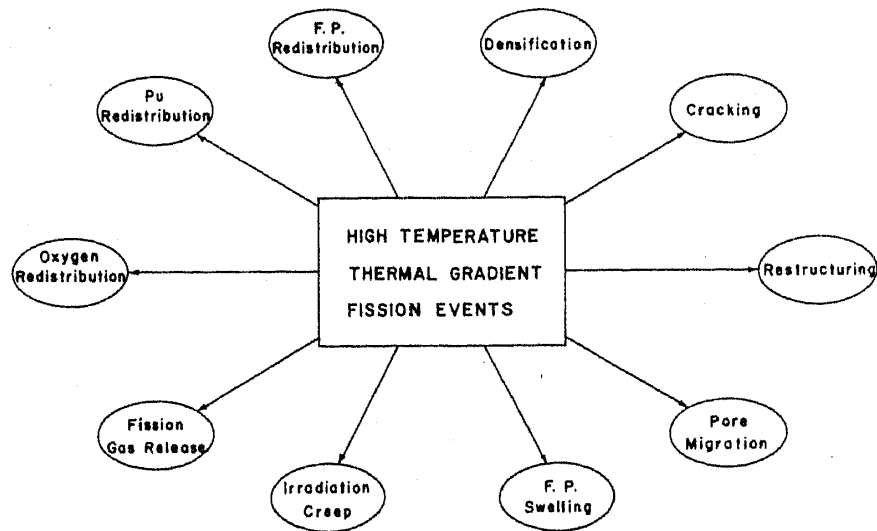 F. P.
Redistribution
Densification
Pu
Redistribution
Cracking
HIGH TEMPERATURE
THERMAL GRADIENT
FISSION EVENTS
Oxygen
Redistribution
Restructuring
Fission
Gas Release
Pore
Migration
Irradiation
Creep
F. P.
Swelling